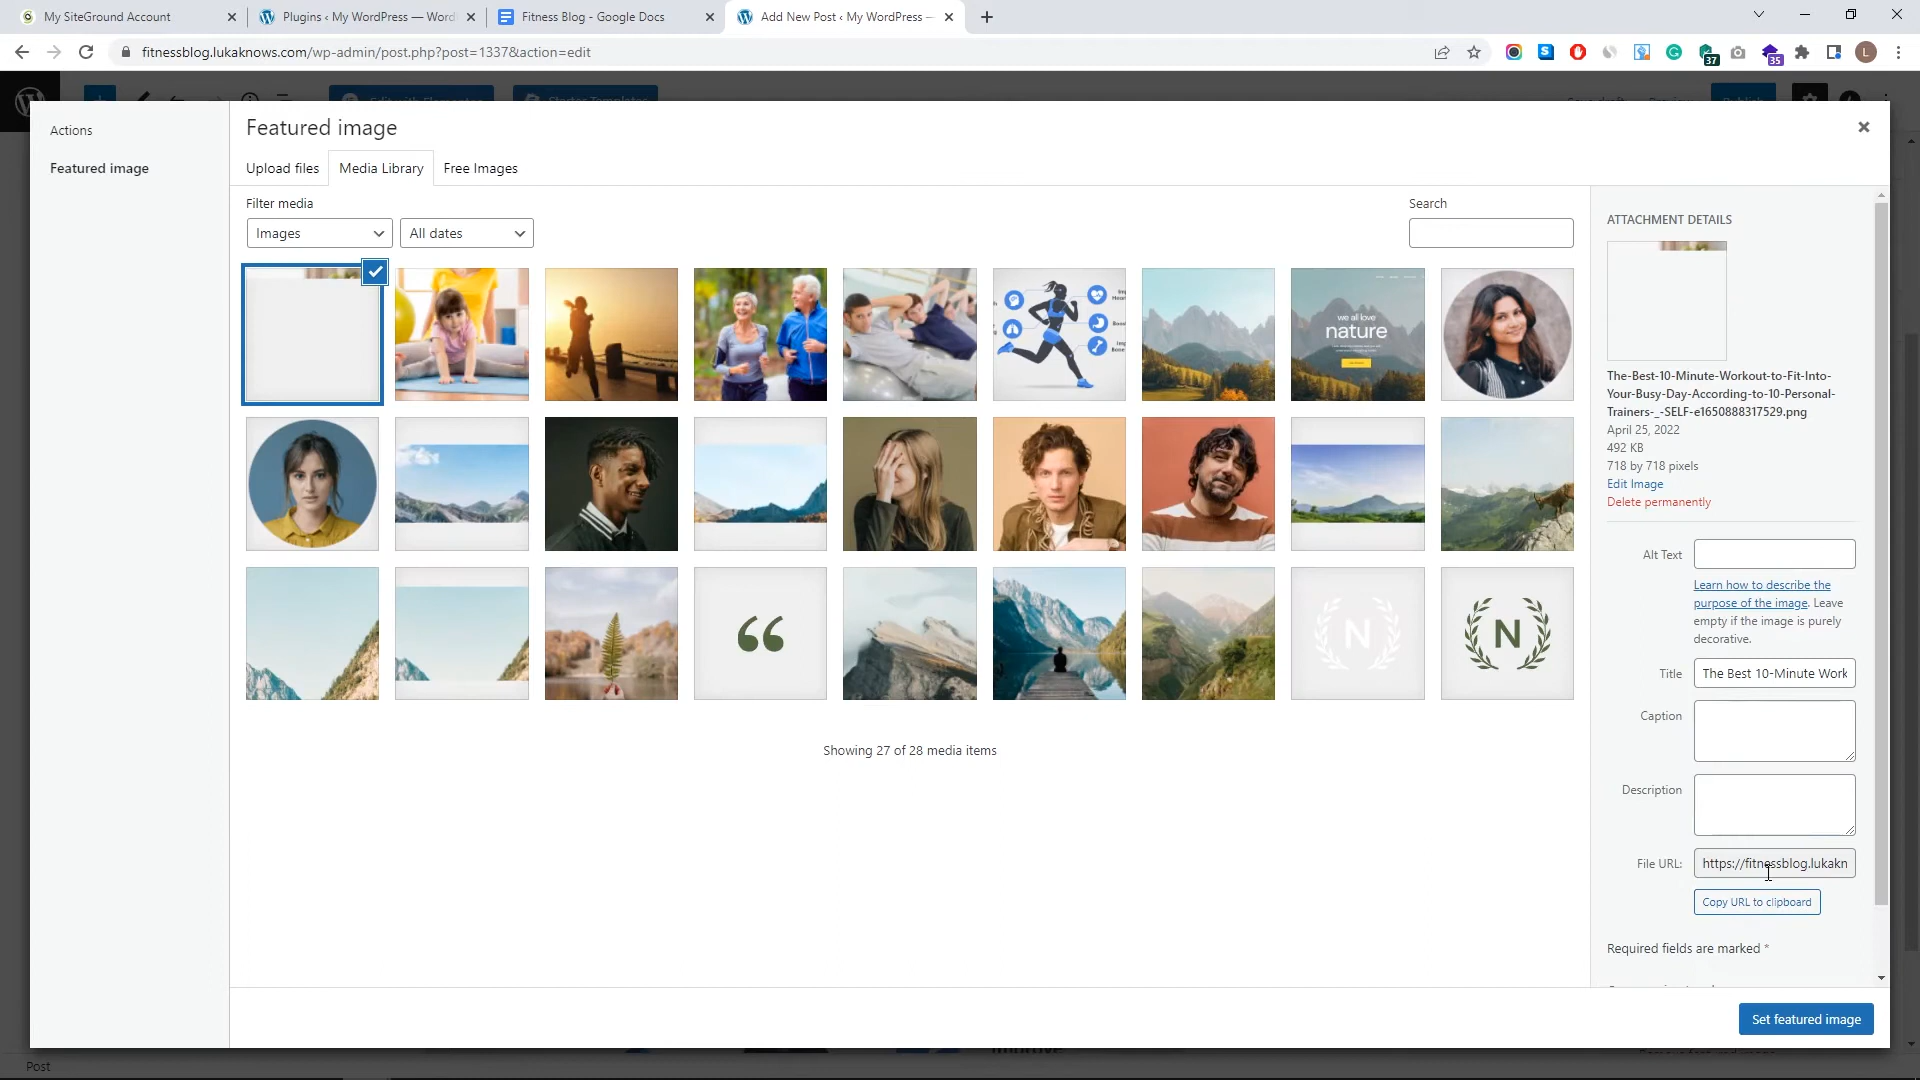 My SiteGround Account
Plugins ‹ My WordPress — Word
Fitness Blog - Google Docs
Add New Post ‹ My WordPress —
fitnessblog.lukaknows.com/wp-admin/post.php?post=1337&action=edit
37
35
L
Actions
Featured image
Featured image
Upload files
Media Library
Free Images
Filter media
Images
All dates
Search
we all love
nature
N
N
Showing 27 of 28 media items
ATTACHMENT DETAILS
The-Best-10-Minute-Workout-to-Fit-Into-
Your-Busy-Day-According-to-10-Personal-
Trainers-_-SELF-e1650888317529.png
April 25, 2022
492 KB
718 by 718 pixels
Edit Image
Delete permanently
Alt Text
Learn how to describe the
purpose of the image. Leave
empty if the image is purely
decorative.
Title
The Best 10-Minute Work
Caption
Description
File URL:
https://fitnessblog.lukakn
Copy URL to clipboard
Required fields are marked *
Set featured image
Post